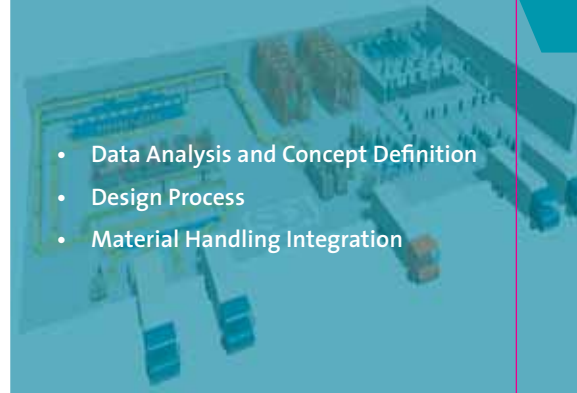 • Data Analysis and Concept Definition
• Design Process
• Material Handling Integration